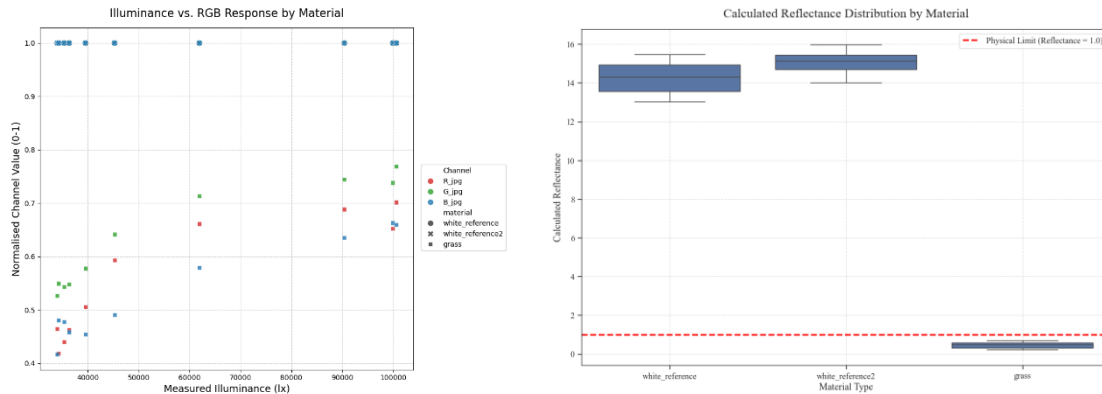 Illuminance vs. RGB Response by Material
1.0
0.9
0.8
0.7
0.6
0.5
0.4
Normalised Channel Value (0-1)
40000 50000 60000 70000 80000 90000 100000
Measured Illuminance (lx)
Channel
R_jpg
G_jpg
B_jpg
material
white_reference
white_reference2
grass
Calculated Reflectance Distribution by Material
Physical Limit (Reflectance = 1.0)
16
14
12
10
8
6
4
2
0
Calculated Reflectance
white_reference white_reference2 grass
Material Type